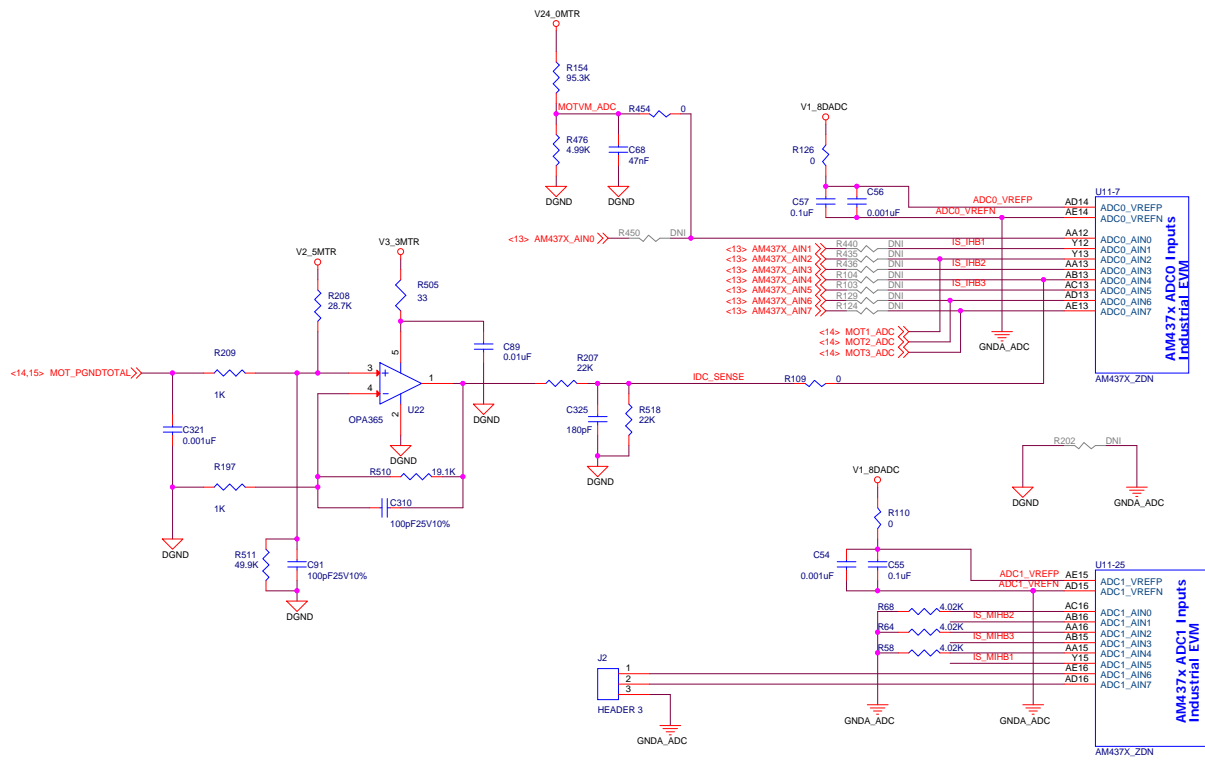 V24_0MTR
R154
95.3K
MOTVM_ADC
R454
0
R476
4.99K
C68
47nF
DGND
DGND
V1_8DADC
R126
0
C57
0.1uF
C56
0.001uF
ADC0_VREFP
ADC0_VREFN
U11-7
AD14
ADC0_VREFP
AE14
ADC0_VREFN
AA12
ADC0_AIN0
Y12
ADC0_AIN1
Y13
ADC0_AIN2
AA13
ADC0_AIN3
AB13
ADC0_AIN4
AC13
ADC0_AIN5
AD13
ADC0_AIN6
AE13
ADC0_AIN7
AM437x ADC0 Inputs
Industrial EVM
AM437X_ZDN
<13> AM437X_AIN0
R450
DNI
<13> AM437X_AIN1
R440
DNI
IS_IHB1
<13> AM437X_AIN2
R435
DNI
<13> AM437X_AIN3
R436
DNI
IS_IHB2
<13> AM437X_AIN4
R104
DNI
<13> AM437X_AIN5
R103
DNI
IS_IHB3
<13> AM437X_AIN6
R129
DNI
<13> AM437X_AIN7
R124
DNI
<14> MOT1_ADC
<14> MOT2_ADC
<14> MOT3_ADC
GNDA_ADC
V2_5MTR
V3_3MTR
R208
28.7K
R505
33
C89
0.01uF
DGND
<14,15> MOT_PGNDTOTAL
R209
1K
3
4
5
2
1
+
U22
OPA365
DGND
R207
22K
IDC_SENSE
R109
0
C325
180pF
R518
22K
DGND
C321
0.001uF
R197
1K
DGND
R510
19.1K
C310
100pF25V10%
R511
49.9K
C91
100pF25V10%
DGND
R202
DNI
DGND
GNDA_ADC
V1_8DADC
R110
0
C54
0.001uF
C55
0.1uF
ADC1_VREFP
ADC1_VREFN
U11-25
AE15
ADC1_VREFP
AD15
ADC1_VREFN
AC16
ADC1_AIN0
AB16
ADC1_AIN1
AA16
ADC1_AIN2
AB15
ADC1_AIN3
AA15
ADC1_AIN4
Y15
ADC1_AIN5
AE16
ADC1_AIN6
AD16
ADC1_AIN7
AM437x ADC1 Inputs
Industrial EVM
AM437X_ZDN
R68
4.02K
IS_MIHB2
R64
4.02K
IS_MIHB3
R58
4.02K
IS_MIHB1
J2
1
2
3
HEADER 3
GNDA_ADC
GNDA_ADC
GNDA_ADC